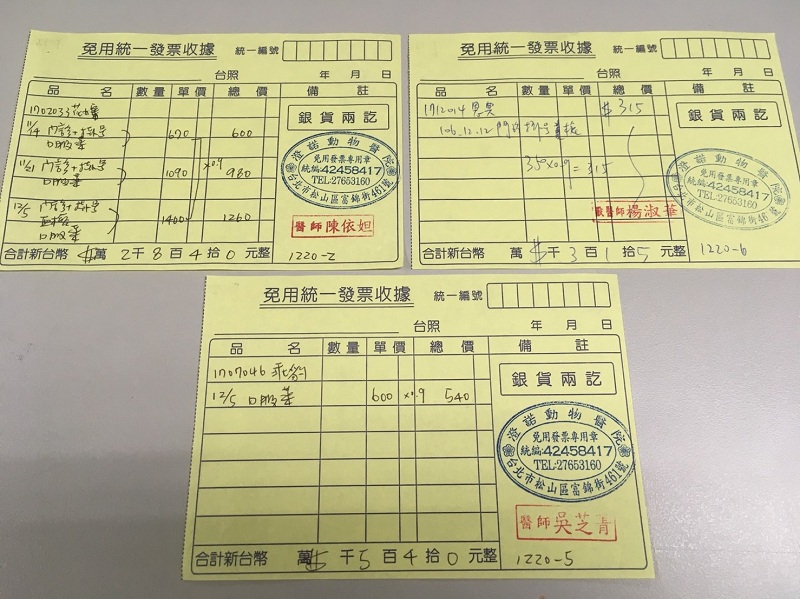 免用統一發票收據 統一編號
台照 年 月 日
品 名 數量 單價 總價 備 註
1702033
銀貨兩訖
11/4 門診+掛號 670 600
口服藥
11/21 門診+掛號 1090 ×0.9 980
口服藥
12/5 門診+掛號 1400 1260
口服藥
澄諾動物醫院
免用發票專用章
統編:42458417
TEL:27653160
台北市松山區富錦街461號
醫師 陳依妲
合計新台幣 $萬 2千8百4拾0元整 1220-2
免用統一發票收據 統一編號
台照 年 月 日
品 名 數量 單價 總價 備 註
1712014 $315
銀貨兩訖
106.12.12 門診掛號
350×0.9=315
澄諾動物醫院
免用發票專用章
統編:42458417
TEL:27653160
台北市松山區富錦街461號
獸醫師 楊淑華
合計新台幣 萬 $千3百1拾5元整 1220-6
免用統一發票收據 統一編號
台照 年 月 日
品 名 數量 單價 總價 備 註
1707046
銀貨兩訖
12/5 口服藥 600 ×0.9 540
澄諾動物醫院
免用發票專用章
統編:42458417
TEL:27653160
台北市松山區富錦街461號
醫師 吳芝青
合計新台幣 萬$ 千5百4拾0元整 1220-5